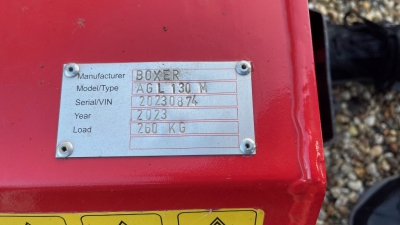 Manufacturer BOXER
Model/Type AGL 130 M
Serial/VIN 20230874
Year 2023
Load 260 KG